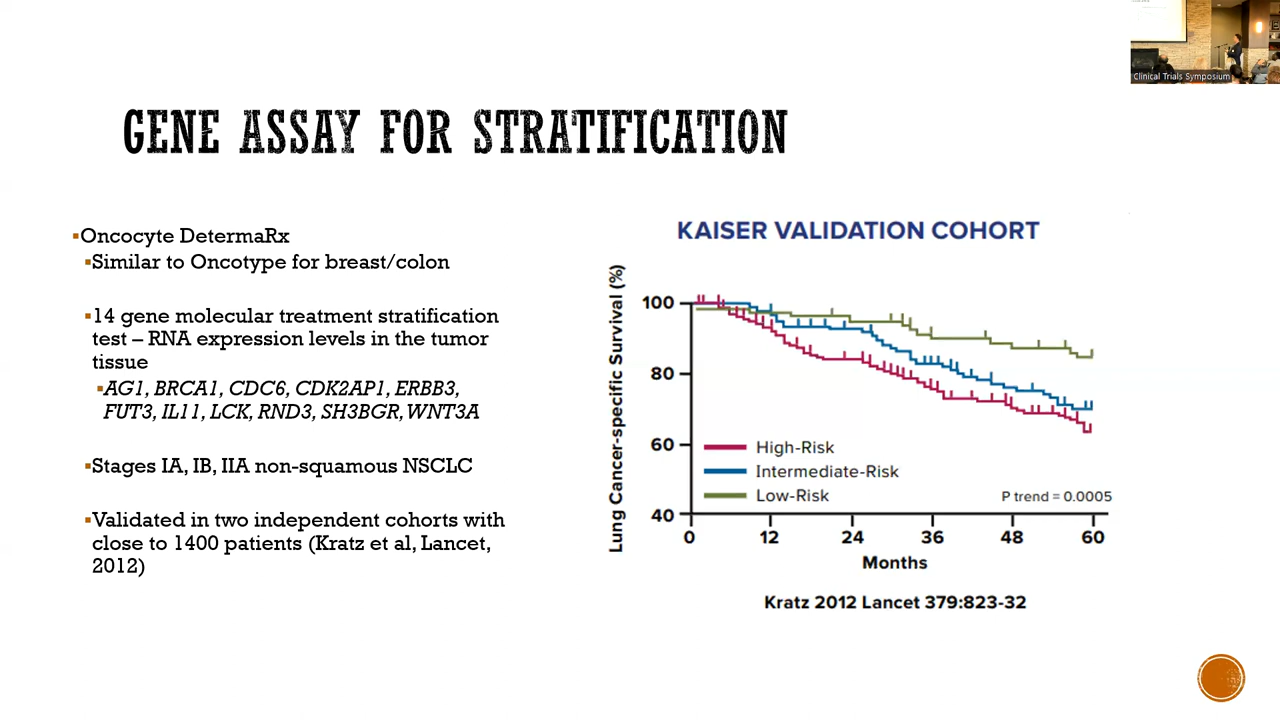 Clinical Trials Symposium
GENE ASSAY FOR STRATIFICATION
▪Oncocyte DetermaRx
▪Similar to Oncotype for breast/colon
▪14 gene molecular treatment stratification
test – RNA expression levels in the tumor
tissue
▪AG1, BRCA1, CDC6, CDK2AP1, ERBB3,
FUT3, IL11, LCK, RND3, SH3BGR, WNT3A
▪Stages IA, IB, IIA non-squamous NSCLC
▪Validated in two independent cohorts with
close to 1400 patients (Kratz et al, Lancet,
2012)
KAISER VALIDATION COHORT
Lung Cancer-specific Survival (%)
100
80
60
40
High-Risk
Intermediate-Risk
Low-Risk
P trend = 0.0005
0 12 24 36 48 60
Months
Kratz 2012 Lancet 379:823-32